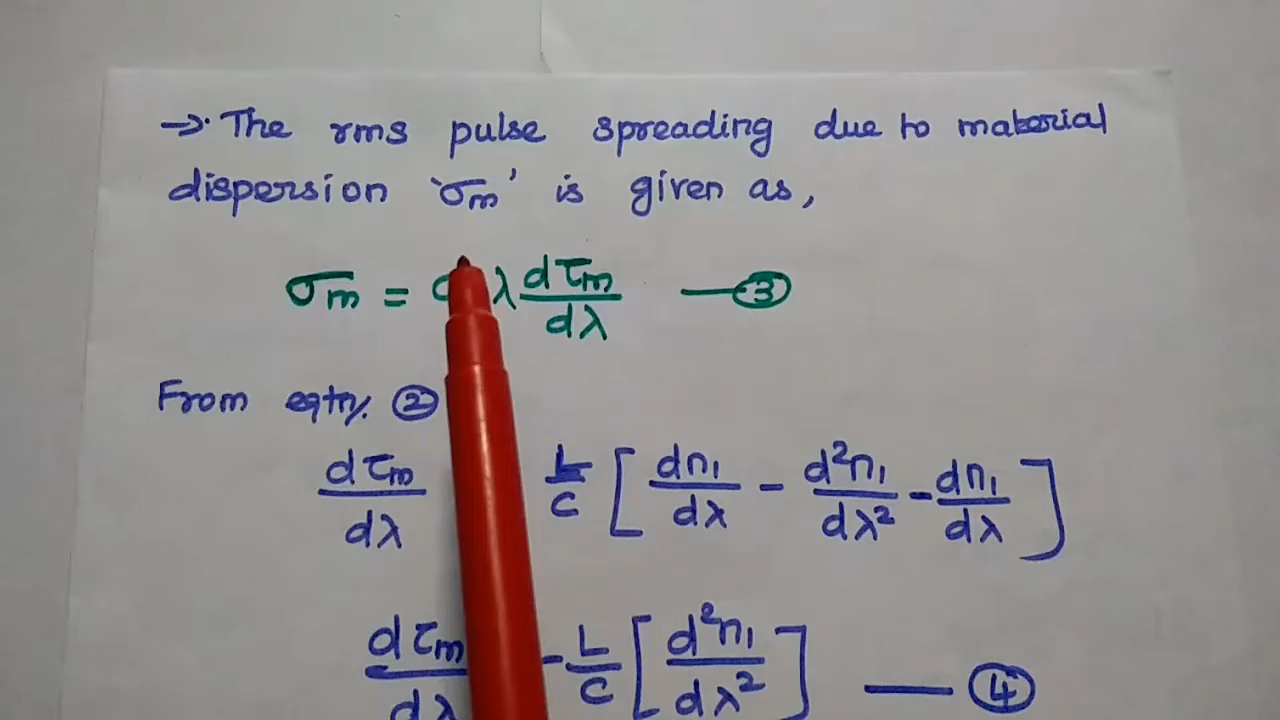 → The rms pulse spreading due to material
dispersion 'σm' is given as,
σm = λ dτm/dλ — ③
From eqtn. ②
dτm/dλ L/C [ dn₁/dλ - d²n₁/dλ² - dn₁/dλ ]
dτm/dλ - L/C [ d²n₁/dλ² ] — ④